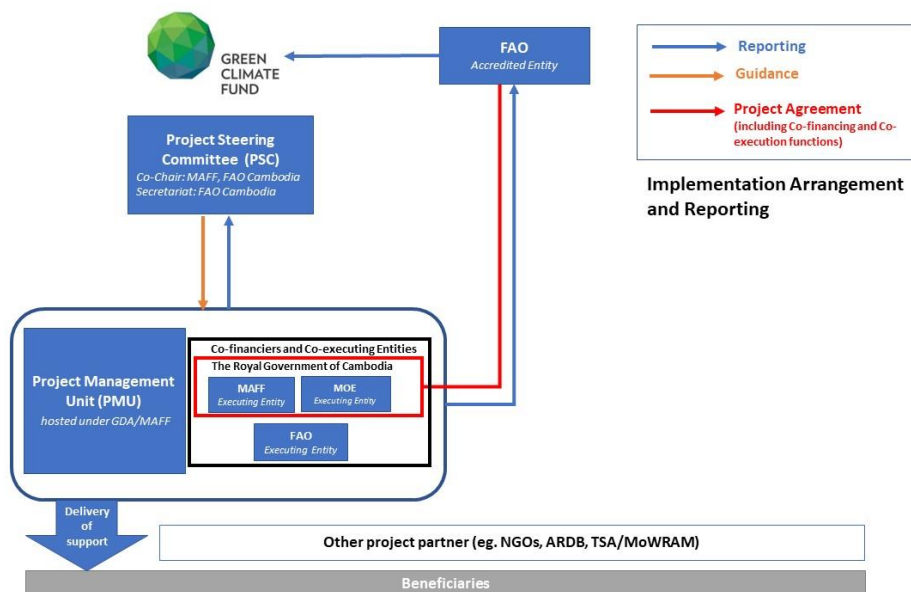 GREEN
CLIMATE
FUND
FAO
Accredited Entity
Reporting
Guidance
Project Agreement
(including Co-financing and Co-
execution functions)
Implementation Arrangement
and Reporting
Project Steering
Committee (PSC)
Co-Chair: MAFF, FAO Cambodia
Secretariat: FAO Cambodia
Project Management
Unit (PMU)
hosted under GDA/MAFF
Co-financiers and Co-executing Entities
The Royal Government of Cambodia
MAFF
Executing Entity
MOE
Executing Entity
FAO
Executing Entity
Delivery
of
support
Other project partner (eg. NGOs, ARDB, TSA/MoWRAM)
Beneficiaries